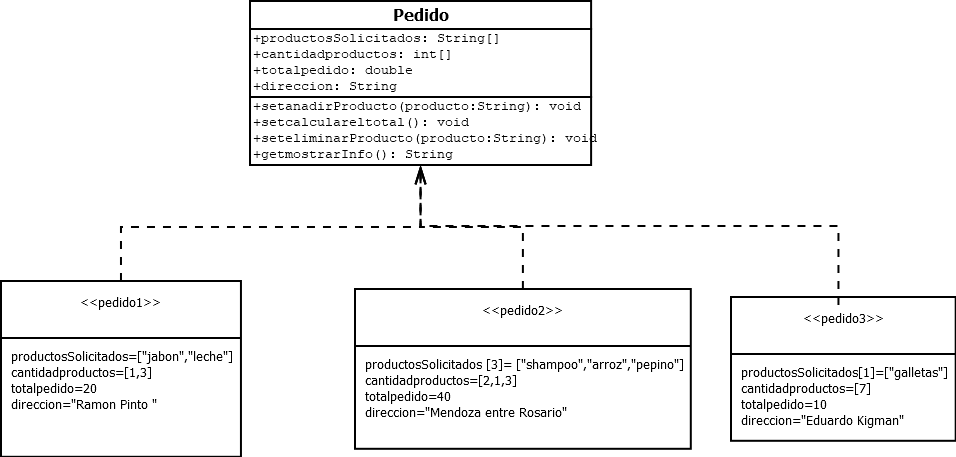 Pedido
+productosSolicitados: String[]
+cantidadproductos: int[]
+totalpedido: double
+direccion: String
+setanadirProducto(producto:String): void
+setcalculareltotal(): void
+seteliminarProducto(producto:String): void
+getmostrarInfo(): String
<<pedido1>>
productosSolicitados=["jabon","leche"]
cantidadproductos=[1,3]
totalpedido=20
direccion="Ramon Pinto "
<<pedido2>>
productosSolicitados [3]= ["shampoo","arroz","pepino"]
cantidadproductos=[2,1,3]
totalpedido=40
direccion="Mendoza entre Rosario"
<<pedido3>>
productosSolicitados[1]=["galletas"]
cantidadproductos=[7]
totalpedido=10
direccion="Eduardo Kigman"